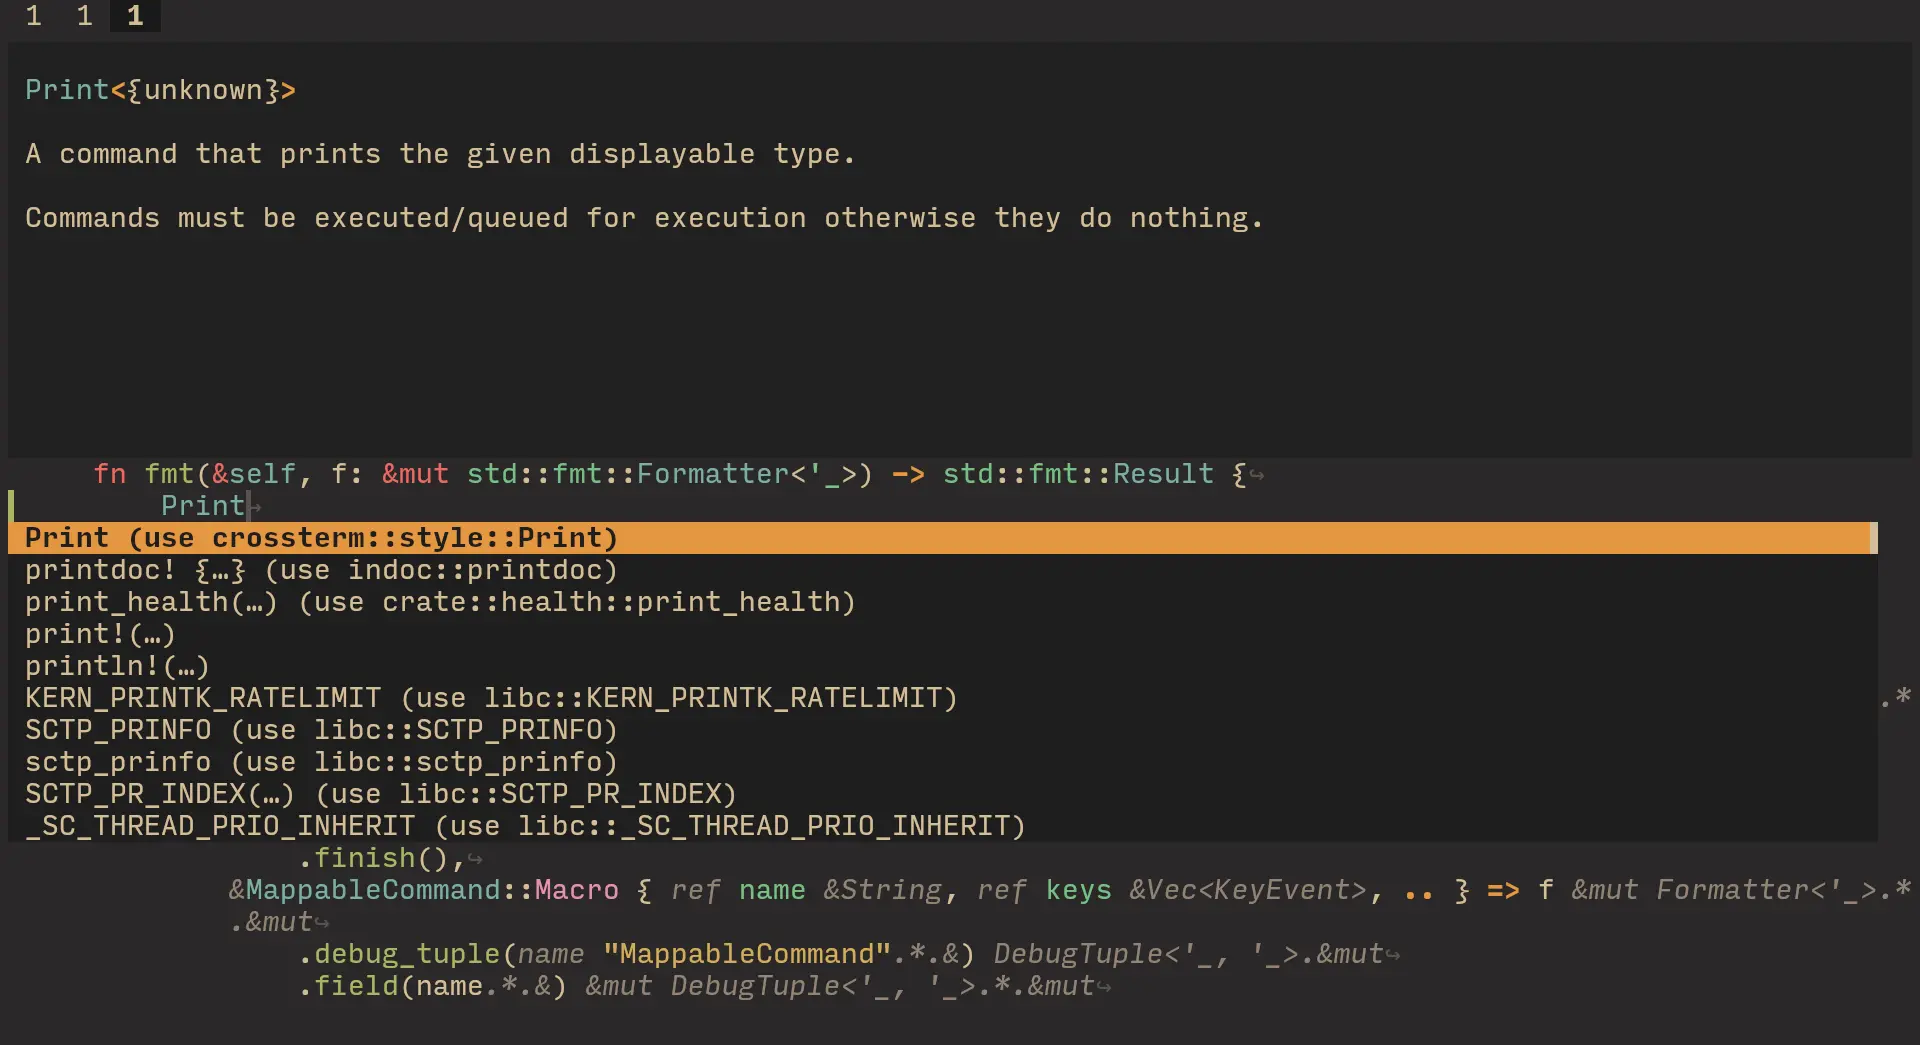 1 1 1
Print<{unknown}>
A command that prints the given displayable type.
Commands must be executed/queued for execution otherwise they do nothing.
fn fmt(&self, f: &mut std::fmt::Formatter<'_>) -> std::fmt::Result {↪
Print↪
Print (use crossterm::style::Print)
printdoc! {…} (use indoc::printdoc)
print_health(…) (use crate::health::print_health)
print!(…)
println!(…)
KERN_PRINTK_RATELIMIT (use libc::KERN_PRINTK_RATELIMIT) .*
SCTP_PRINFO (use libc::SCTP_PRINFO)
sctp_prinfo (use libc::sctp_prinfo)
SCTP_PR_INDEX(…) (use libc::SCTP_PR_INDEX)
_SC_THREAD_PRIO_INHERIT (use libc::_SC_THREAD_PRIO_INHERIT)
.finish(),↪
&MappableCommand::Macro { ref name &String, ref keys &Vec<KeyEvent>, .. } => f &mut Formatter<'_>.*
.&mut↪
.debug_tuple(name "MappableCommand".*.&) DebugTuple<'_, '_>.&mut↪
.field(name.*.&) &mut DebugTuple<'_, '_>.*.&mut↪